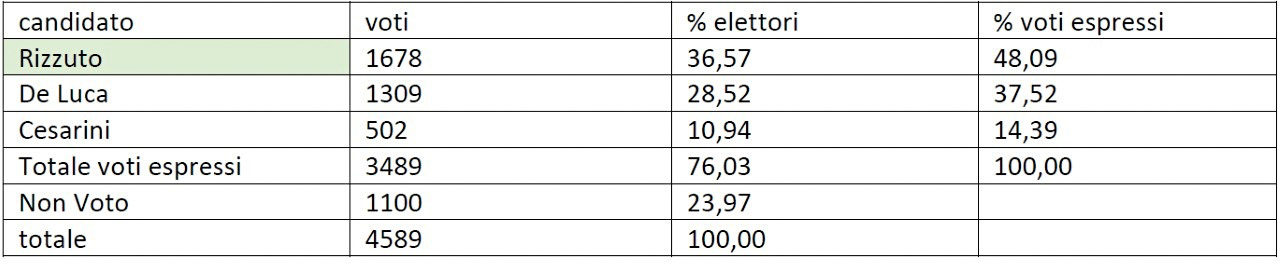 candidato voti % elettori % voti espressi
Rizzuto 1678 36,57 48,09
De Luca 1309 28,52 37,52
Cesarini 502 10,94 14,39
Totale voti espressi 3489 76,03 100,00
Non Voto 1100 23,97
totale 4589 100,00